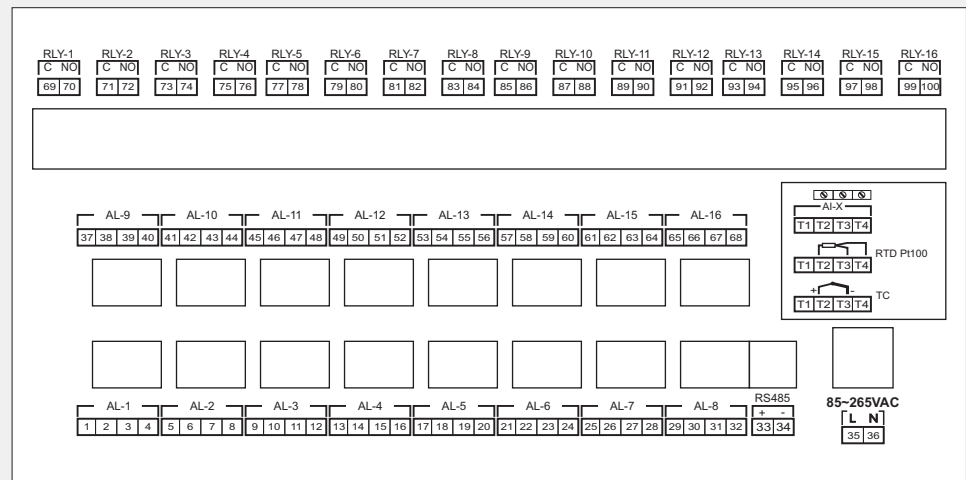 RLY-1 RLY-2 RLY-3 RLY-4 RLY-5 RLY-6 RLY-7 RLY-8 RLY-9 RLY-10 RLY-11 RLY-12 RLY-13 RLY-14 RLY-15 RLY-16
C NO C NO C NO C NO C NO C NO C NO C NO C NO C NO C NO C NO C NO C NO C NO C NO
69 70 71 72 73 74 75 76 77 78 79 80 81 82 83 84 85 86 87 88 89 90 91 92 93 94 95 96 97 98 99 100
AL-9 AL-10 AL-11 AL-12 AL-13 AL-14 AL-15 AL-16
37 38 39 40 41 42 43 44 45 46 47 48 49 50 51 52 53 54 55 56 57 58 59 60 61 62 63 64 65 66 67 68
AI-X
T1 T2 T3 T4
RTD Pt100
T1 T2 T3 T4
+ - TC
T1 T2 T3 T4
AL-1 AL-2 AL-3 AL-4 AL-5 AL-6 AL-7 AL-8
1 2 3 4 5 6 7 8 9 10 11 12 13 14 15 16 17 18 19 20 21 22 23 24 25 26 27 28 29 30 31 32
RS485
+ -
33 34
85~265VAC
L N
35 36